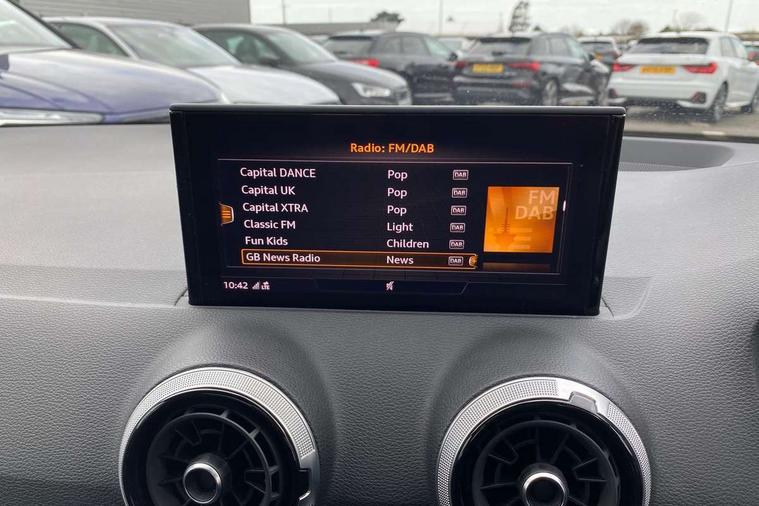 Radio: FM/DAB
Capital DANCE Pop DAB
Capital UK Pop DAB
Capital XTRA Pop DAB
Classic FM Light DAB
Fun Kids Children DAB
GB News Radio News DAB
FM
DAB
10:42 LTE